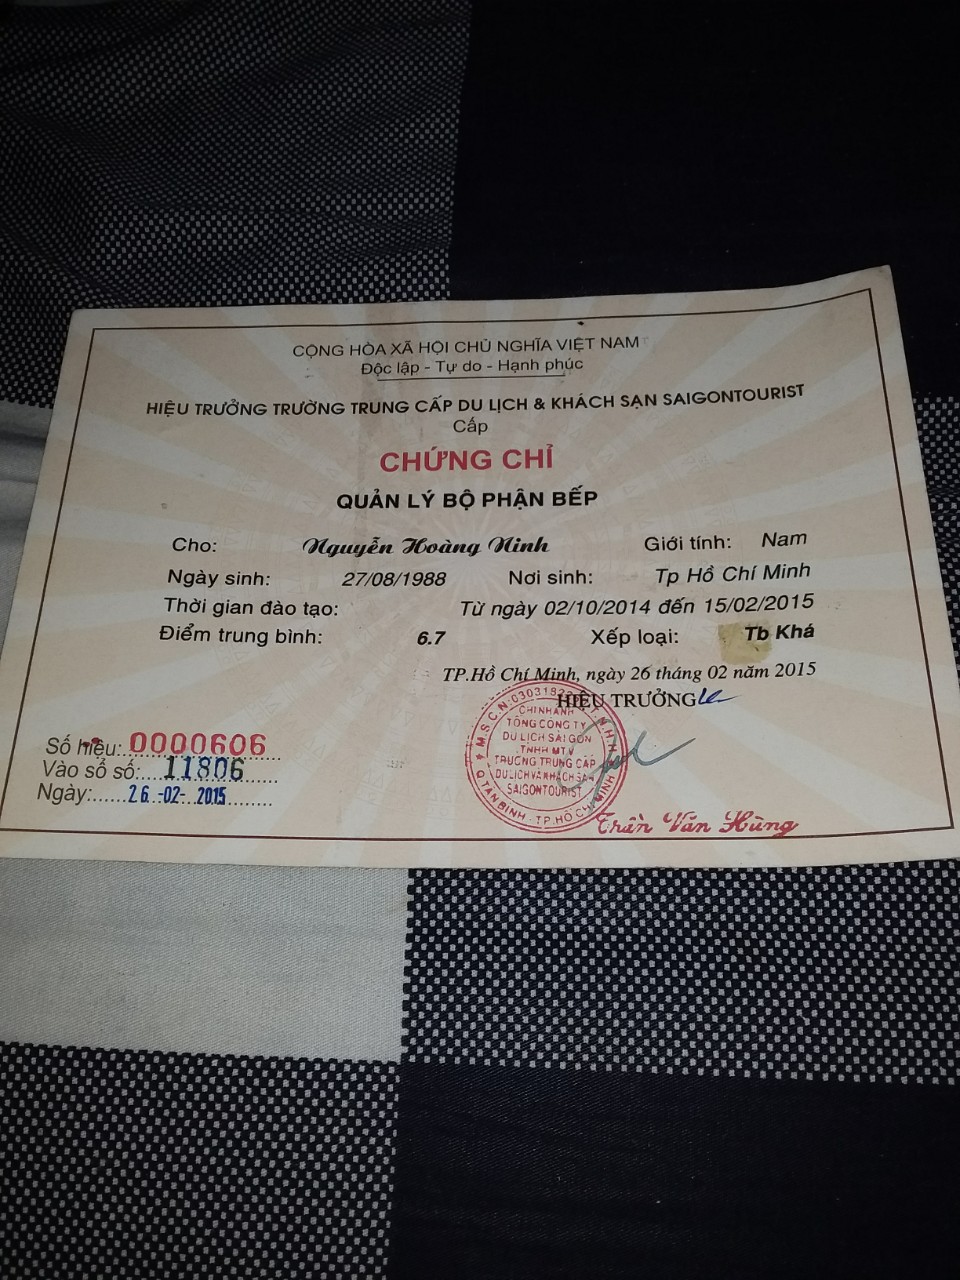 CỘNG HÒA XÃ HỘI CHỦ NGHĨA VIỆT NAM
Độc lập - Tự do - Hạnh phúc
HIỆU TRƯỞNG TRƯỜNG TRUNG CẤP DU LỊCH & KHÁCH SẠN SAIGONTOURIST
Cấp
CHỨNG CHỈ
QUẢN LÝ BỘ PHẬN BẾP
Cho: Nguyễn Hoàng Ninh Giới tính: Nam
Ngày sinh: 27/08/1988 Nơi sinh: Tp Hồ Chí Minh
Thời gian đào tạo: Từ ngày 02/10/2014 đến 15/02/2015
Điểm trung bình: 6.7 Xếp loại: Tb Khá
TP.Hồ Chí Minh, ngày 26 tháng 02 năm 2015
HIỆU TRƯỞNG
M.S.C.N:
CHI NHÁNH
TỔNG CÔNG TY
DU LỊCH SÀI GÒN
TNHH MTV
TRƯỜNG TRUNG CẤP
DU LỊCH VÀ KHÁCH SẠN
SAIGONTOURIST
Q.TÂN BÌNH - TP.HỒ CHÍ MINH
Trần Văn Hùng
Số hiệu:..0000606
Vào sổ số:....11806
Ngày:......26.-02-.2015